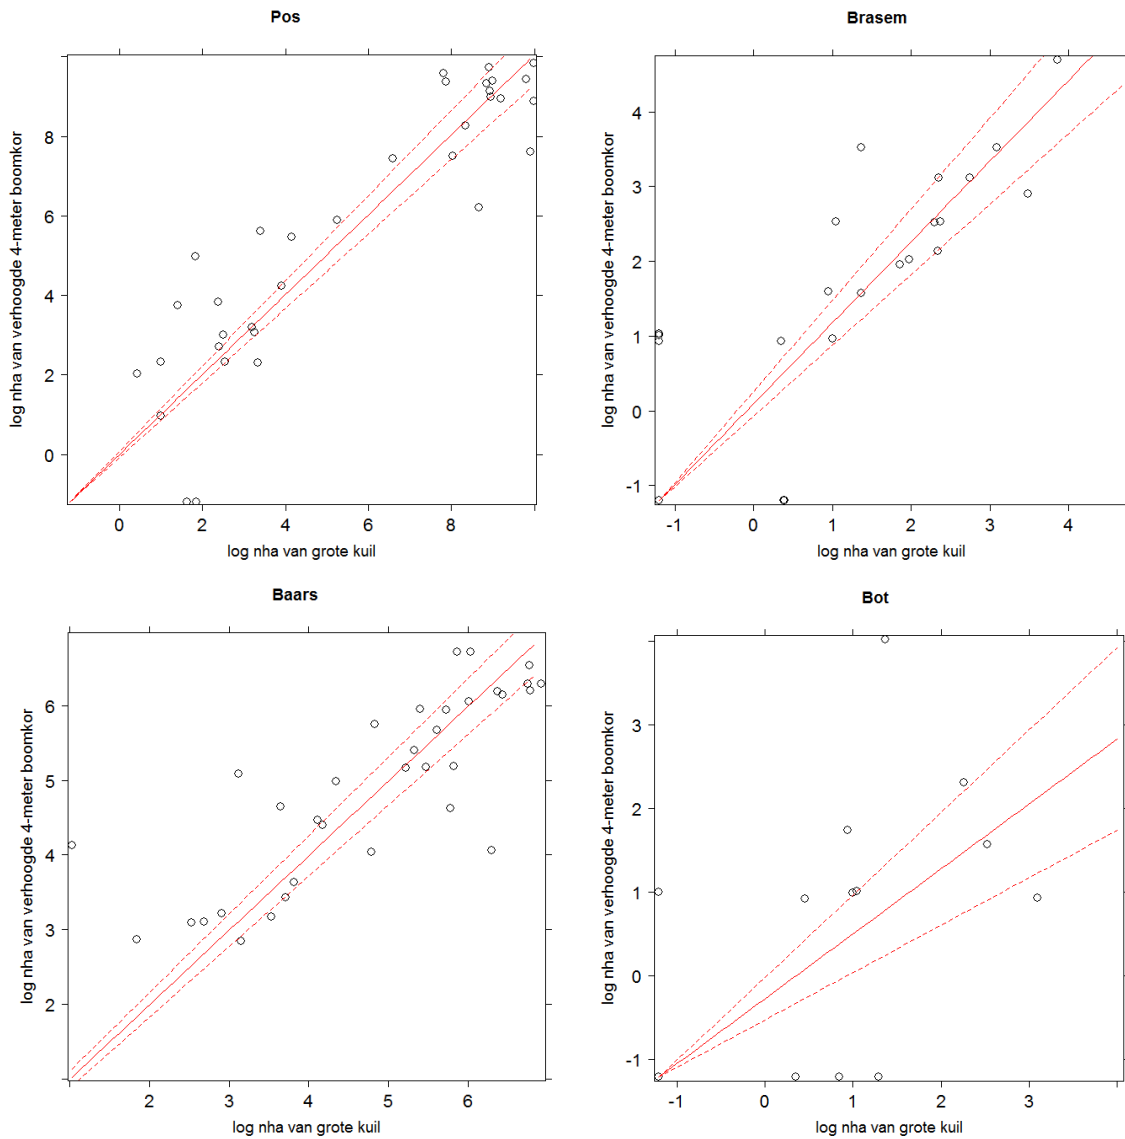 Pos
log nha van verhoogde 4-meter boomkor
8
6
4
2
0
0 2 4 6 8
log nha van grote kuil
Brasem
log nha van verhoogde 4-meter boomkor
4
3
2
1
0
-1
-1 0 1 2 3 4
log nha van grote kuil
Baars
log nha van verhoogde 4-meter boomkor
6
5
4
3
2
2 3 4 5 6
log nha van grote kuil
Bot
log nha van verhoogde 4-meter boomkor
3
2
1
0
-1
-1 0 1 2 3
log nha van grote kuil